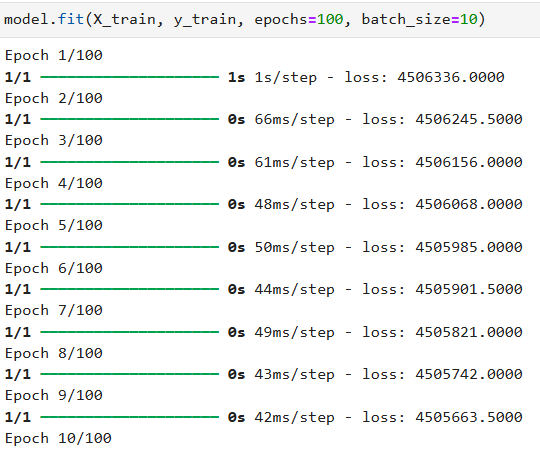 model.fit(X_train, y_train, epochs=100, batch_size=10)
Epoch 1/100
1/1 ━━━━━━━━━━━━━━━━━━━━ 1s 1s/step - loss: 4506336.0000
Epoch 2/100
1/1 ━━━━━━━━━━━━━━━━━━━━ 0s 66ms/step - loss: 4506245.5000
Epoch 3/100
1/1 ━━━━━━━━━━━━━━━━━━━━ 0s 61ms/step - loss: 4506156.0000
Epoch 4/100
1/1 ━━━━━━━━━━━━━━━━━━━━ 0s 48ms/step - loss: 4506068.0000
Epoch 5/100
1/1 ━━━━━━━━━━━━━━━━━━━━ 0s 50ms/step - loss: 4505985.0000
Epoch 6/100
1/1 ━━━━━━━━━━━━━━━━━━━━ 0s 44ms/step - loss: 4505901.5000
Epoch 7/100
1/1 ━━━━━━━━━━━━━━━━━━━━ 0s 49ms/step - loss: 4505821.0000
Epoch 8/100
1/1 ━━━━━━━━━━━━━━━━━━━━ 0s 43ms/step - loss: 4505742.0000
Epoch 9/100
1/1 ━━━━━━━━━━━━━━━━━━━━ 0s 42ms/step - loss: 4505663.5000
Epoch 10/100